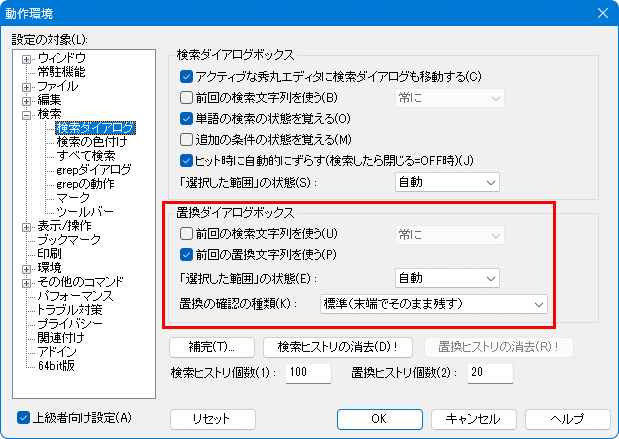 動作環境
設定の対象(L):
ウィンドウ
常駐機能
ファイル
編集
検索
検索ダイアログ
検索の色付け
すべて検索
grepダイアログ
grepの動作
マーク
ツールバー
表示/操作
ブックマーク
印刷
環境
その他のコマンド
パフォーマンス
トラブル対策
プライバシー
関連付け
アドイン
64bit版
上級者向け設定(A)
検索ダイアログボックス
アクティブな秀丸エディタに検索ダイアログも移動する(C)
前回の検索文字列を使う(B) 常に
単語の検索の状態を覚える(O)
追加の条件の状態を覚える(M)
ヒット時に自動的にずらす(検索したら閉じる=OFF時)(J)
「選択した範囲」の状態(S): 自動
置換ダイアログボックス
前回の検索文字列を使う(U) 常に
前回の置換文字列を使う(P)
「選択した範囲」の状態(E): 自動
置換の確認の種類(K): 標準(末端でそのまま残す)
補完(T)... 検索ヒストリの消去(D)! 置換ヒストリの消去(R)!
検索ヒストリ個数(1): 100 置換ヒストリ個数(2): 20
リセット OK キャンセル ヘルプ